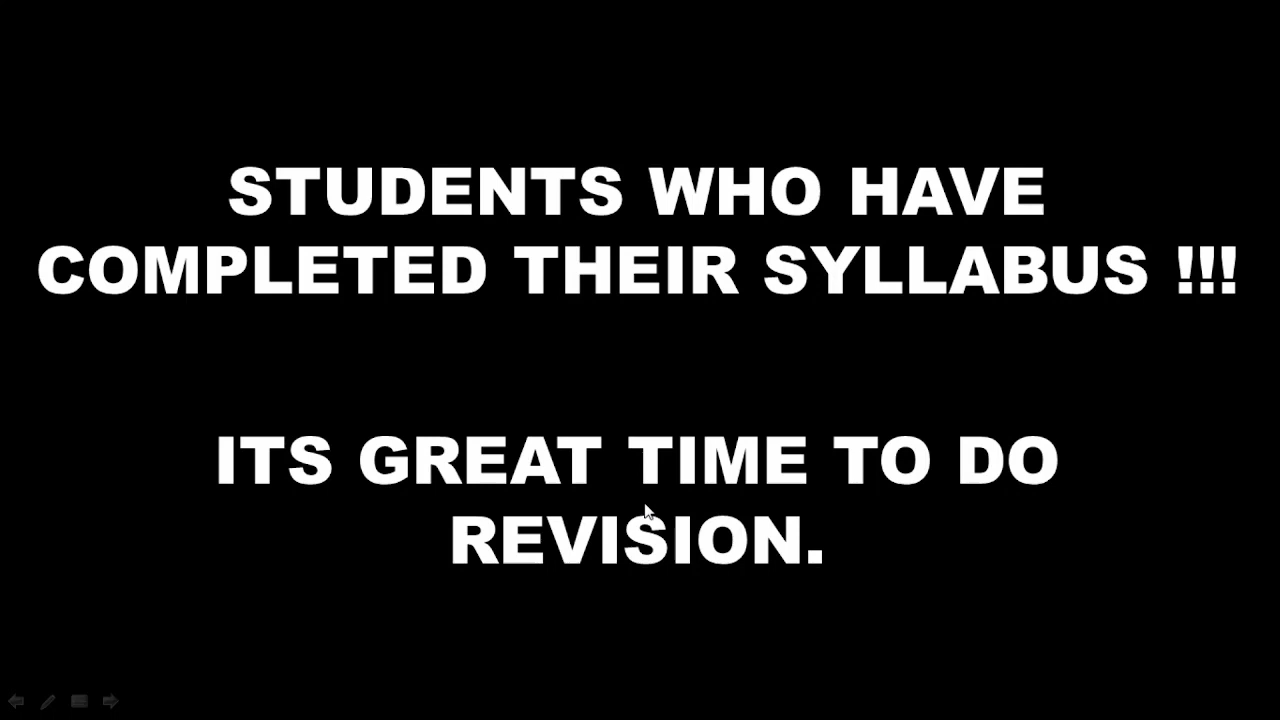 STUDENTS WHO HAVE
COMPLETED THEIR SYLLABUS !!!
ITS GREAT TIME TO DO
REVISION.